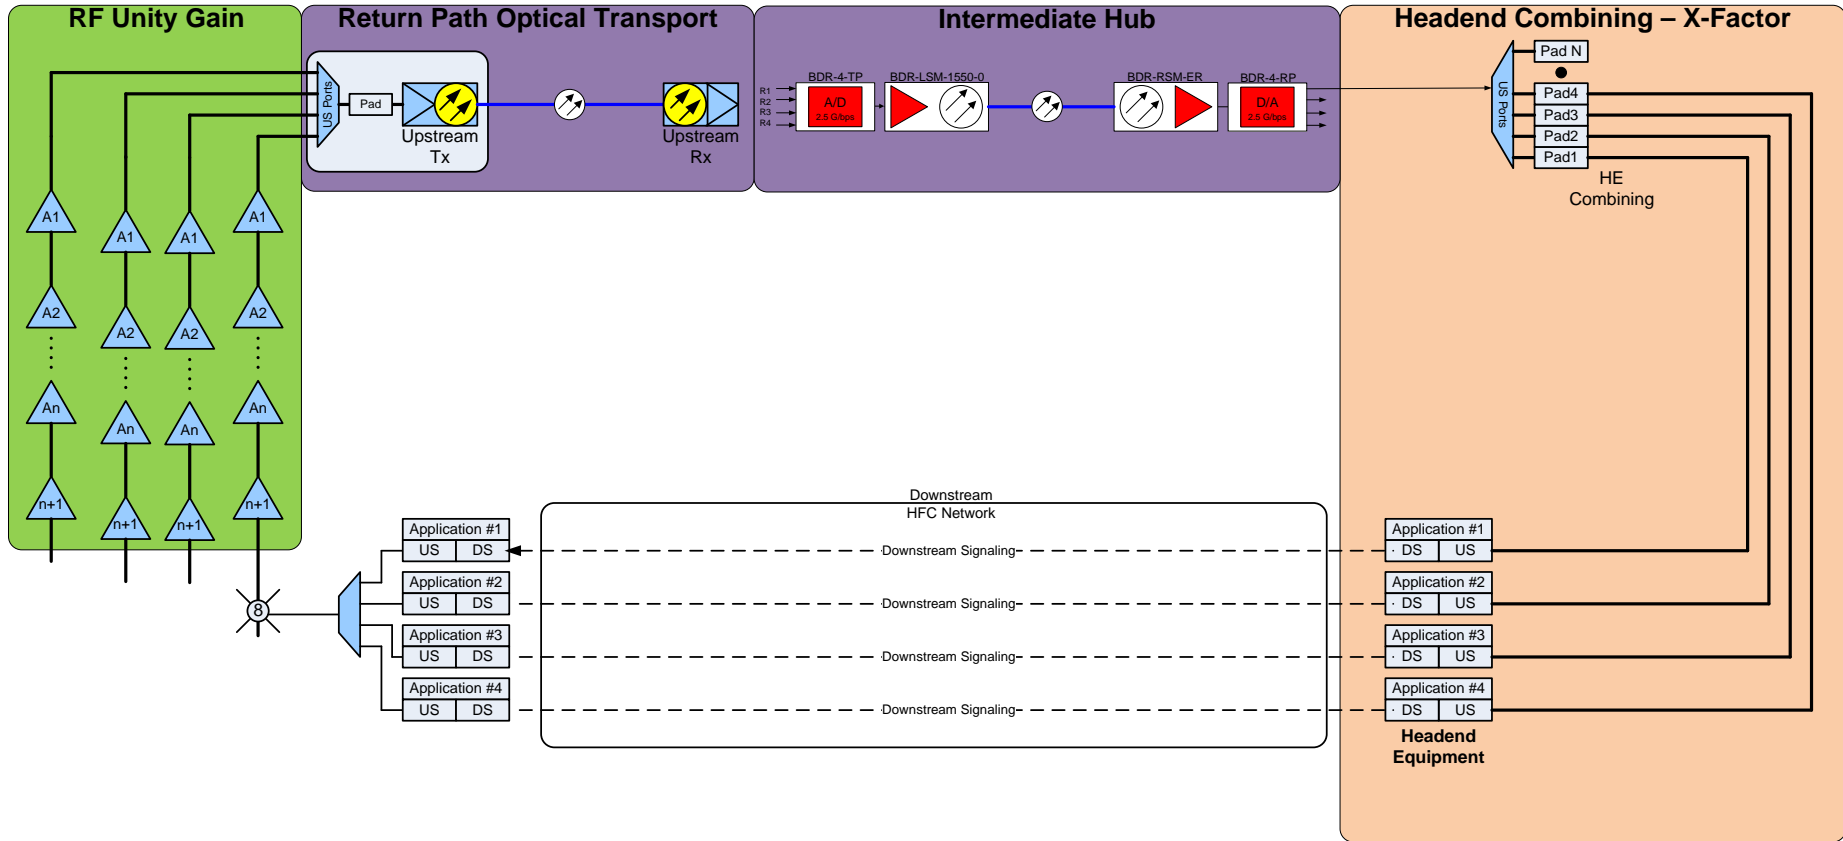 RF Unity Gain
Return Path Optical Transport
Intermediate Hub
Headend Combining – X-Factor
US Ports
Pad
Upstream
Tx
Upstream
Rx
BDR-4-TP
BDR-LSM-1550-0
BDR-RSM-ER
BDR-4-RP
R1
R2
R3
R4
A/D
2.5 G/bps
D/A
2.5 G/bps
US Ports
Pad N
Pad4
Pad3
Pad2
Pad1
HE
Combining
A1
A1
A1
A1
A2
A2
A2
A2
An
An
An
An
n+1
n+1
n+1
n+1
8
Downstream
HFC Network
Application #1
US DS
Downstream Signaling
Application #1
DS US
Application #2
US DS
Downstream Signaling
Application #2
DS US
Application #3
US DS
Downstream Signaling
Application #3
DS US
Application #4
US DS
Downstream Signaling
Application #4
DS US
Headend
Equipment